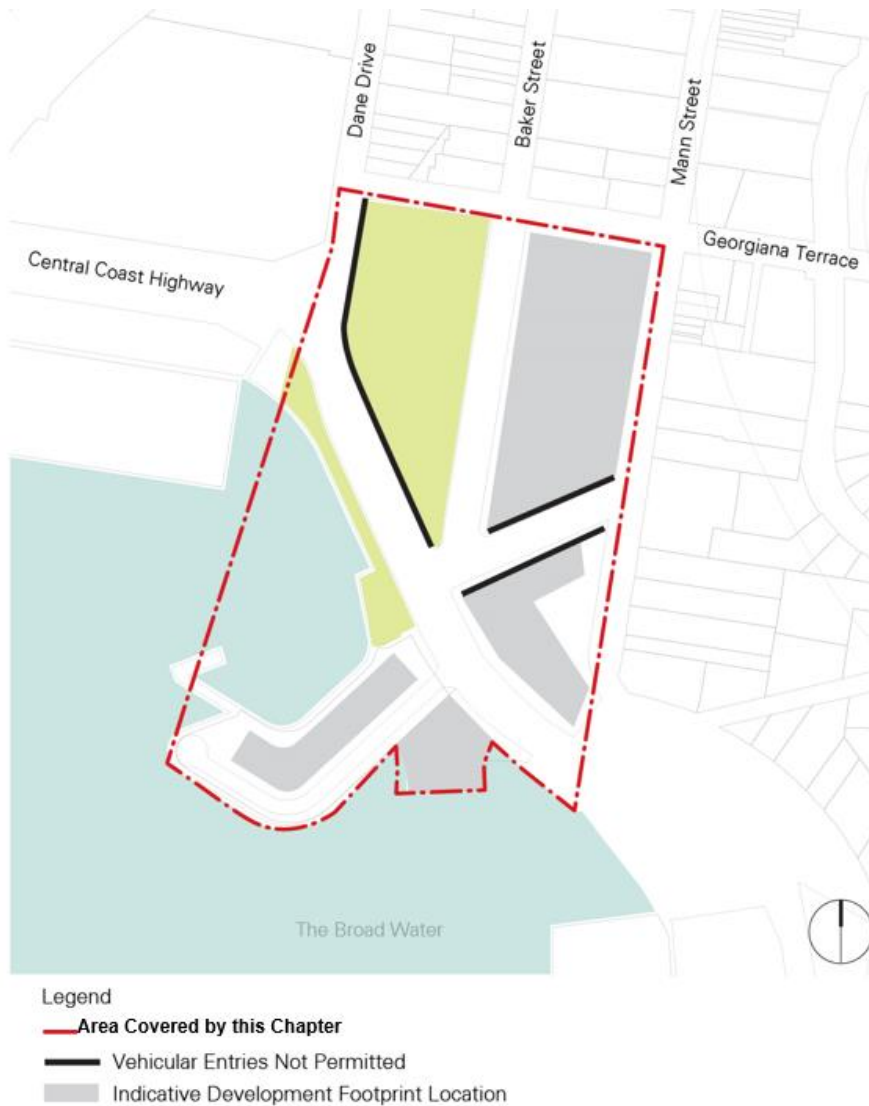 Dane Drive
Baker Street
Mann Street
Georgiana Terrace
Central Coast Highway
The Broad Water
Legend
Area Covered by this Chapter
Vehicular Entries Not Permitted
Indicative Development Footprint Location